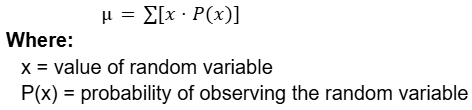 μ = Σ[x · P(x)]
Where:
x = value of random variable
P(x) = probability of observing the random variable